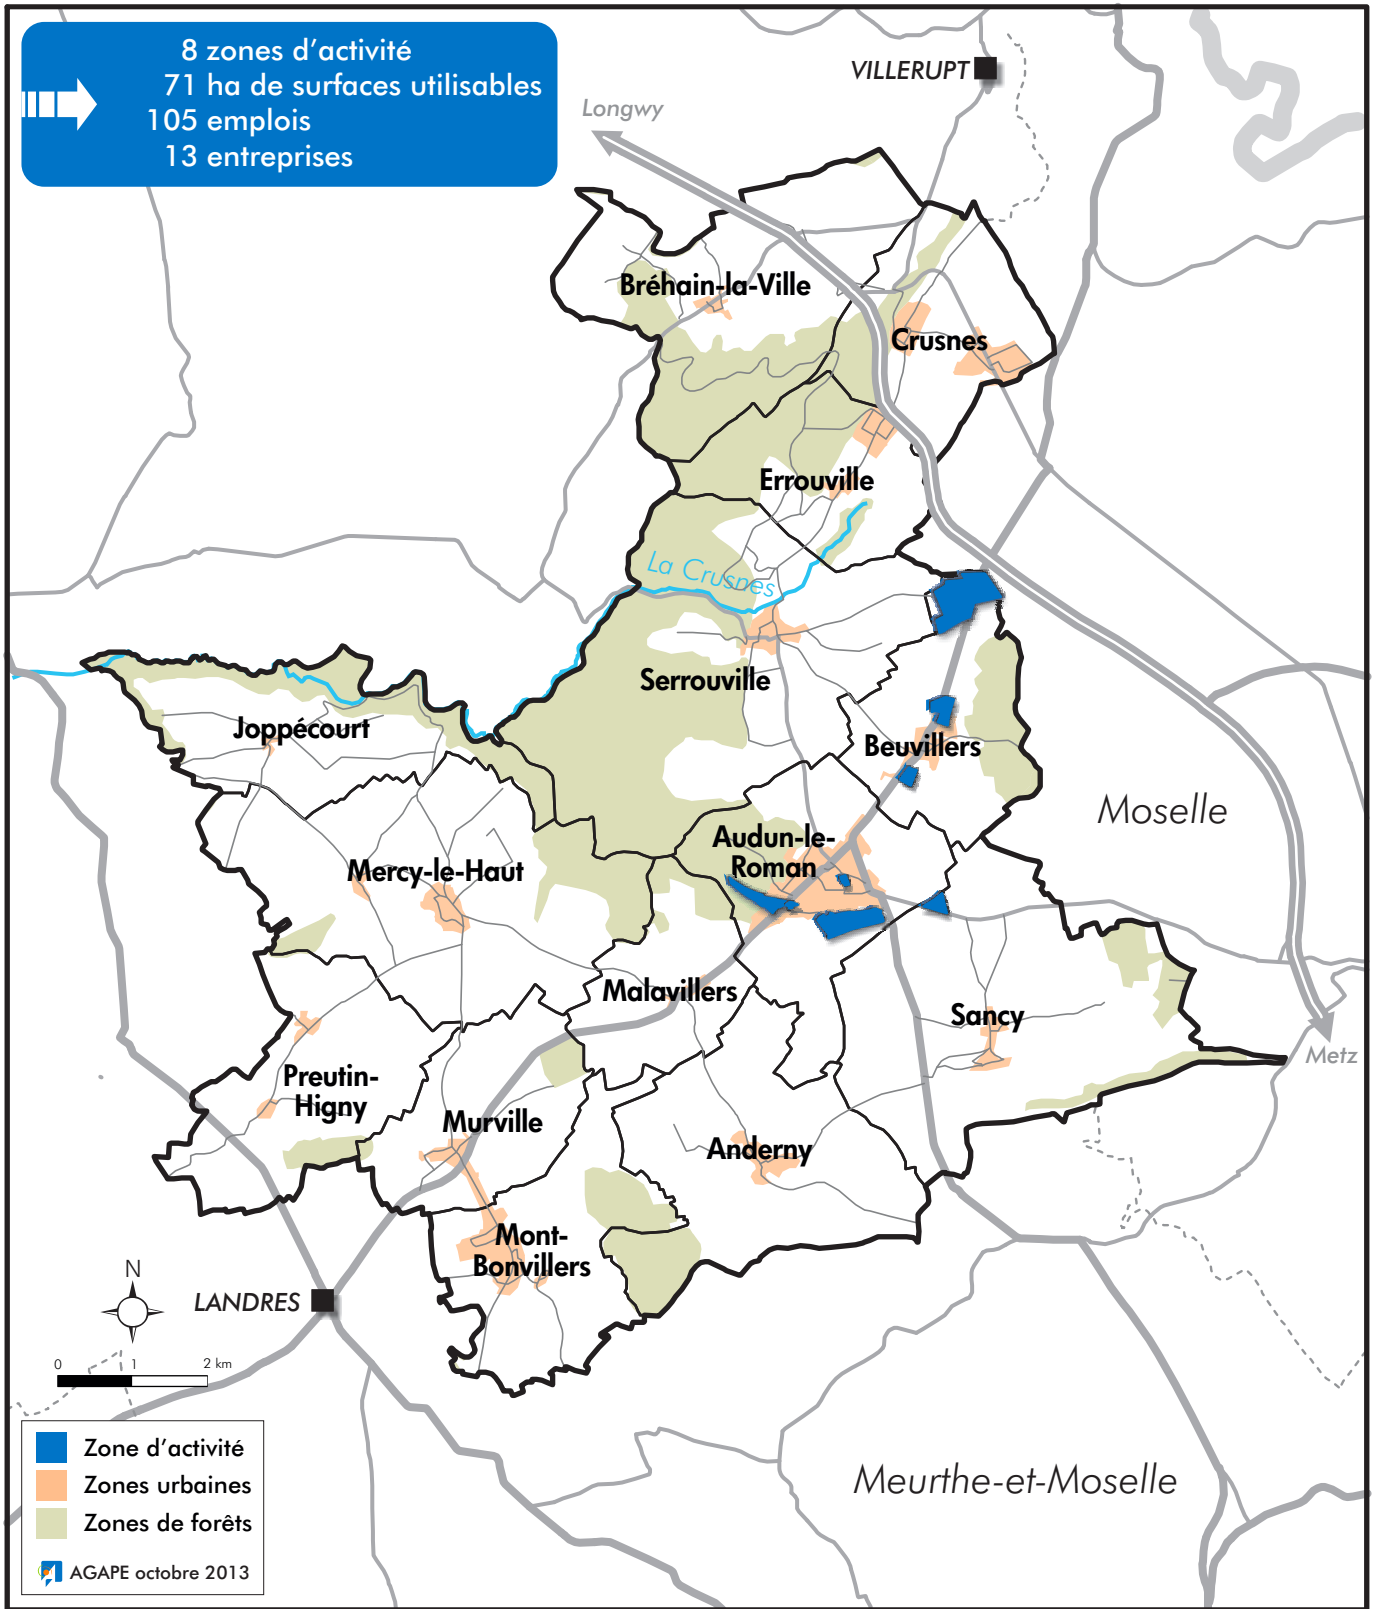 8 zones d'activité
71 ha de surfaces utilisables
105 emplois
13 entreprises
VILLERUPT
Longwy
Bréhain-la-Ville
Crusnes
Errouville
La Crusnes
Serrouville
Joppécourt
Beuvillers
Moselle
Audun-le-
Roman
Mercy-le-Haut
Malavillers
Sancy
Metz
Preutin-
Higny
Murville
Anderny
Mont-
Bonvillers
N
LANDRES
0 1 2 km
Zone d'activité
Zones urbaines
Zones de forêts
Meurthe-et-Moselle
AGAPE octobre 2013